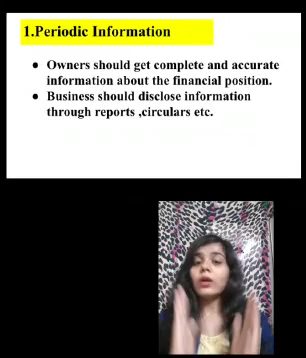 1.Periodic Information
● Owners should get complete and accurate
information about the financial position.
● Business should disclose information
through reports ,circulars etc.